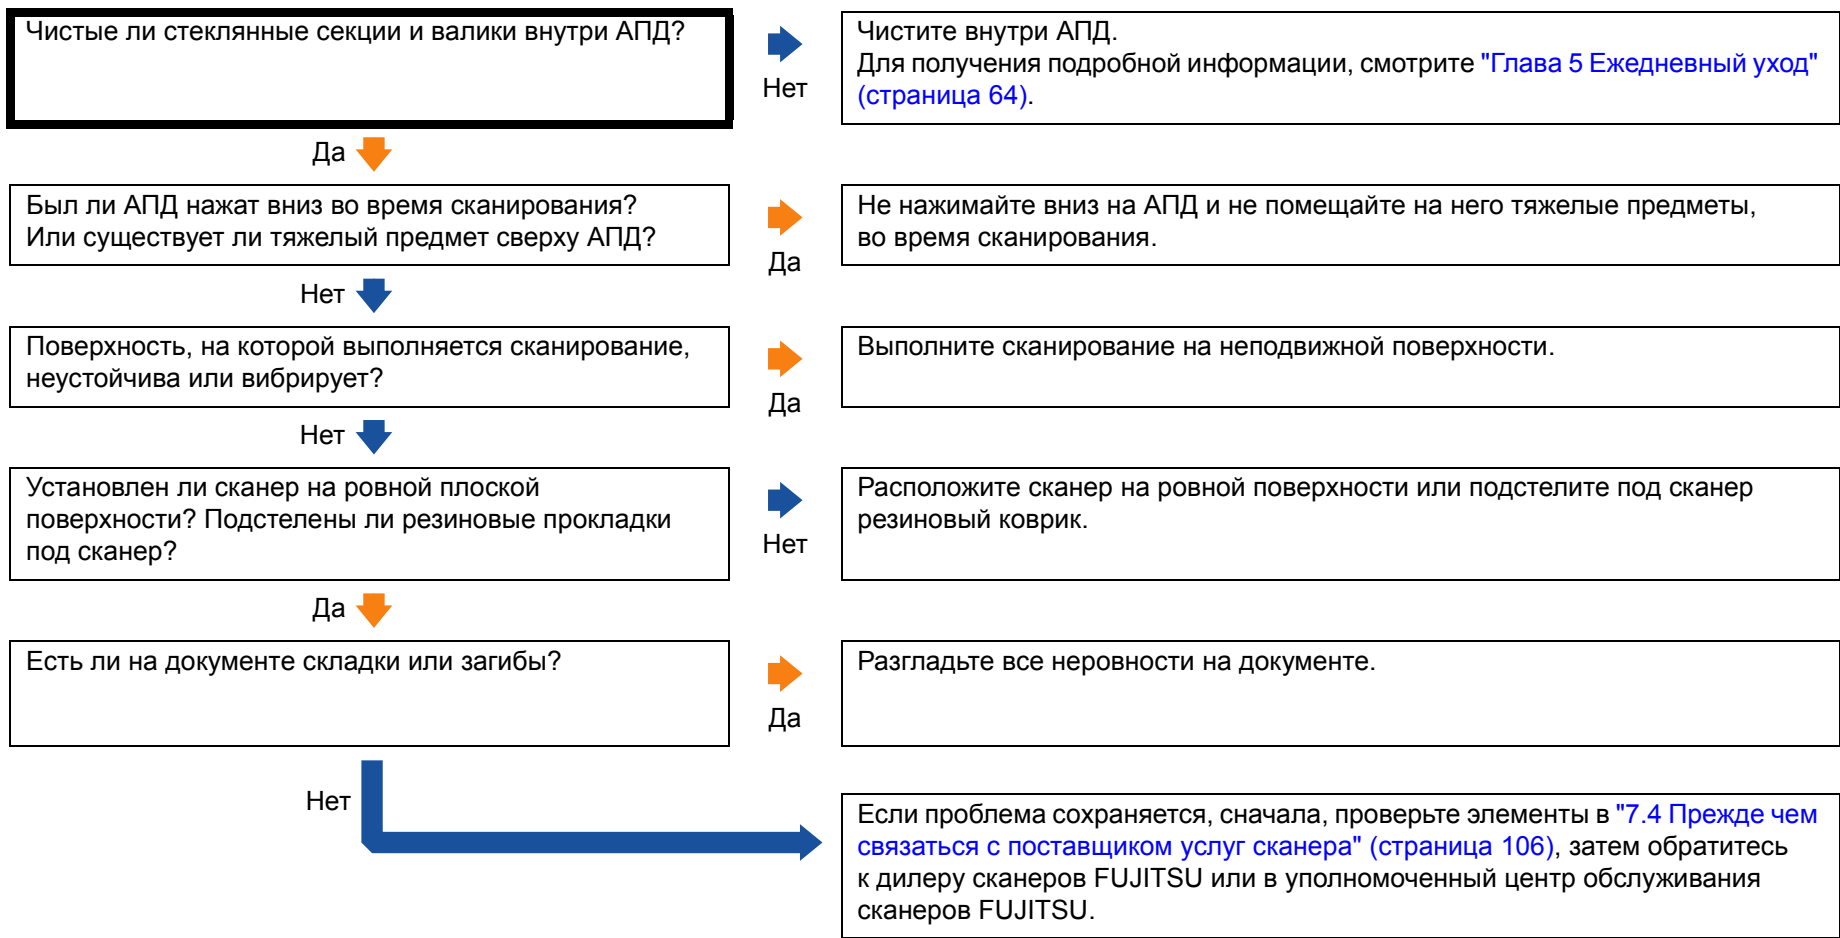 Чистые ли стеклянные секции и валики внутри АПД?
Нет
Чистите внутри АПД.
Для получения подробной информации, смотрите "Глава 5 Ежедневный уход"
(страница 64).
Да
Был ли АПД нажат вниз во время сканирования?
Или существует ли тяжелый предмет сверху АПД?
Да
Не нажимайте вниз на АПД и не помещайте на него тяжелые предметы,
во время сканирования.
Нет
Поверхность, на которой выполняется сканирование,
неустойчива или вибрирует?
Да
Выполните сканирование на неподвижной поверхности.
Нет
Установлен ли сканер на ровной плоской
поверхности? Подстелены ли резиновые прокладки
под сканер?
Нет
Расположите сканер на ровной поверхности или подстелите под сканер
резиновый коврик.
Да
Есть ли на документе складки или загибы?
Да
Разгладьте все неровности на документе.
Нет
Если проблема сохраняется, сначала, проверьте элементы в "7.4 Прежде чем
связаться с поставщиком услуг сканера" (страница 106), затем обратитесь
к дилеру сканеров FUJITSU или в уполномоченный центр обслуживания
сканеров FUJITSU.